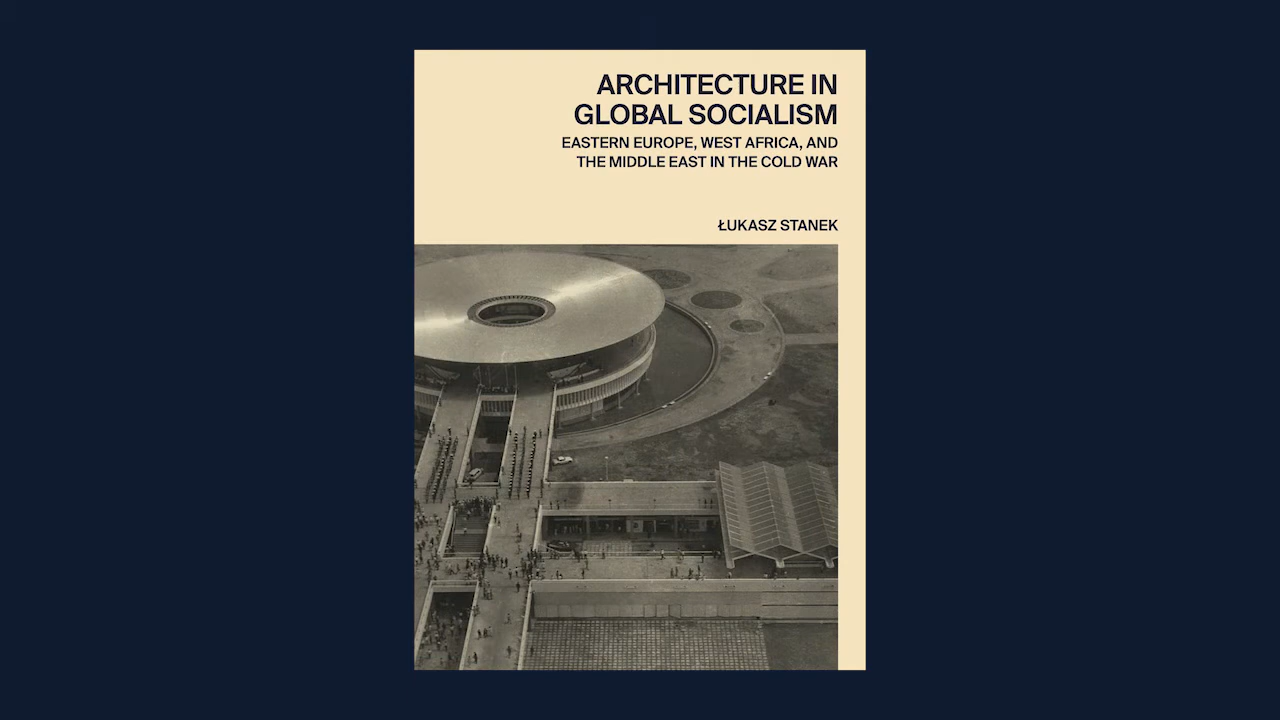 ARCHITECTURE IN
GLOBAL SOCIALISM
EASTERN EUROPE, WEST AFRICA, AND
THE MIDDLE EAST IN THE COLD WAR
ŁUKASZ STANEK